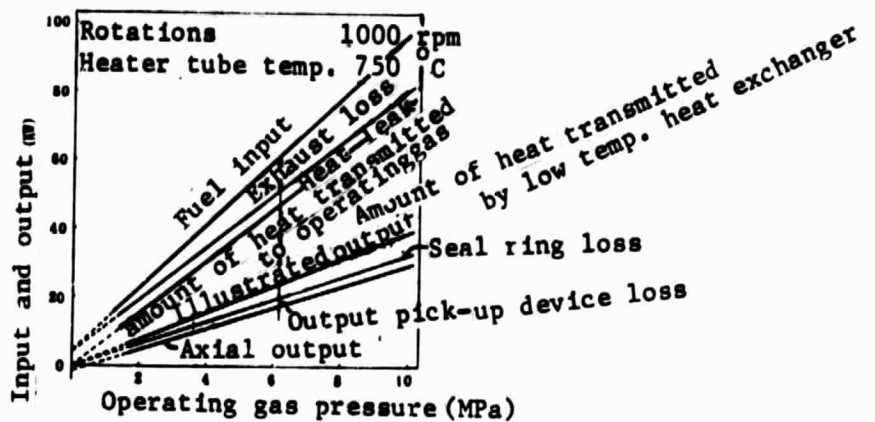 100
80
60
40
20
0
Input and output (KW)
Rotations 1000 rpm
Heater tube temp. 750 °C
Fuel input
Exhaust loss
Heat leak
amount of heat transmitted
to operatinggas
Amount of heat transmitted
by low temp. heat exchanger
Illustratedoutput
Seal ring loss
Output pick-up device loss
Axial output
2 4 6 8 10
Operating gas pressure (MPa)